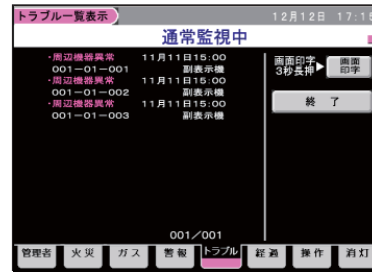 トラブル一覧表示
12月12日 17:15
通常監視中
・周辺機器異常 11月11日15:00
001-01-001 副表示機
・周辺機器異常 11月11日15:00
001-01-002 副表示機
・周辺機器異常 11月11日15:00
001-01-003 副表示機
画面印字▶
3秒長押
画面
印字
終 了
001/001
管理者 火災 ガス 警報 トラブル 経過 操作 消灯